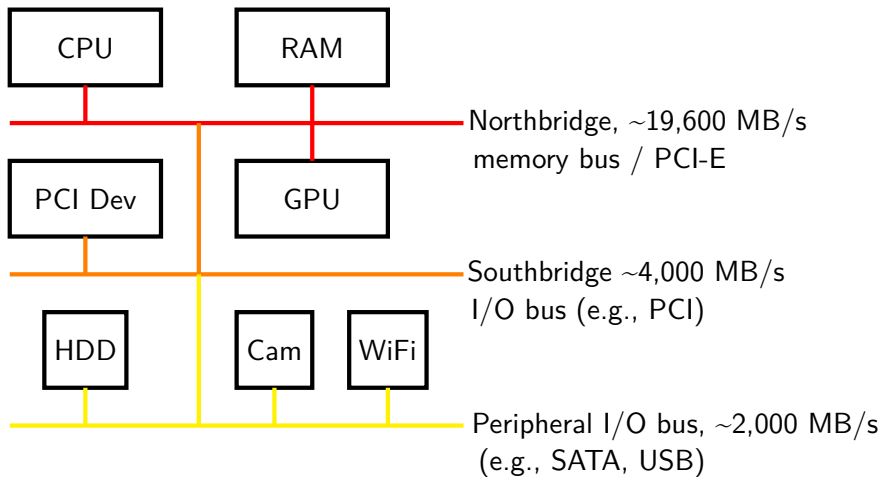 CPU
RAM
Northbridge, ~19,600 MB/s
memory bus / PCI-E
PCI Dev
GPU
Southbridge ~4,000 MB/s
I/O bus (e.g., PCI)
HDD
Cam
WiFi
Peripheral I/O bus, ~2,000 MB/s
(e.g., SATA, USB)